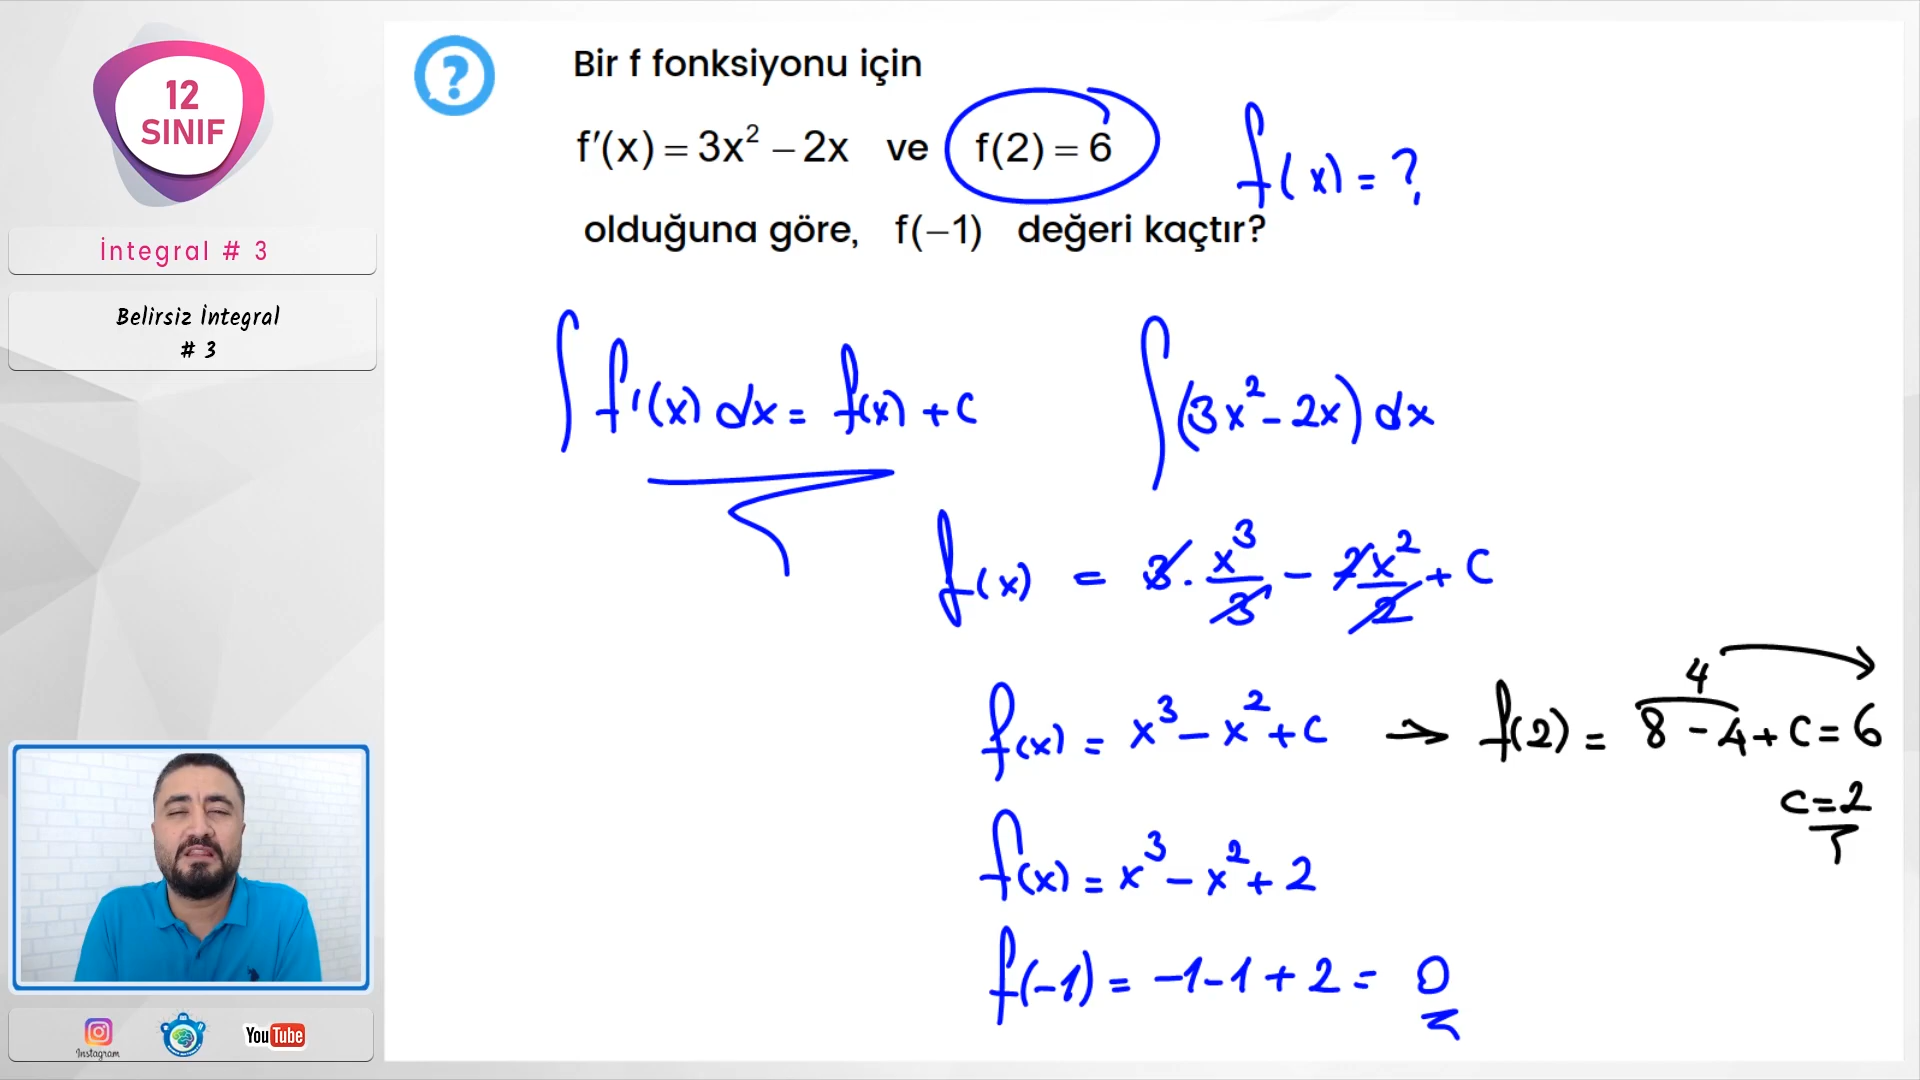 12
SINIF
İntegral # 3
Belirsiz İntegral
# 3
Bir f fonksiyonu için
f′(x) = 3x² − 2x ve f(2) = 6
f(x) = ?
olduğuna göre, f(−1) değeri kaçtır?
∫ f'(x) dx = f(x) + c
∫ (3x² - 2x) dx
f(x) = 3 . x³/3 - 2x²/2 + c
f(x) = x³ - x² + c → f(2) = 8 - 4 + c = 6
4
c = 2
f(x) = x³ - x² + 2
f(-1) = -1 - 1 + 2 = 0
Instagram
YouTube